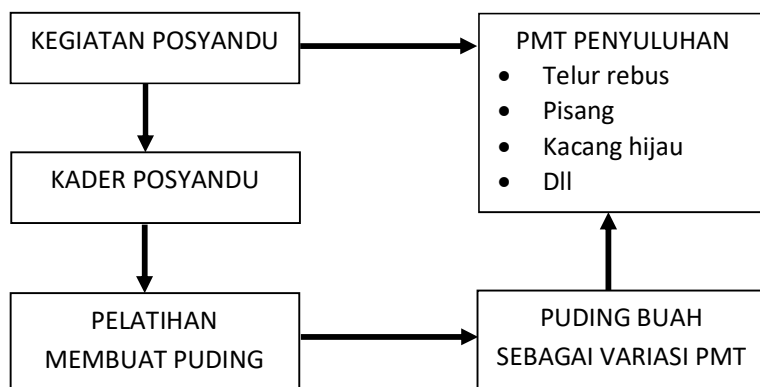 KEGIATAN POSYANDU
PMT PENYULUHAN
• Telur rebus
• Pisang
• Kacang hijau
• Dll
KADER POSYANDU
PELATIHAN
MEMBUAT PUDING
PUDING BUAH
SEBAGAI VARIASI PMT